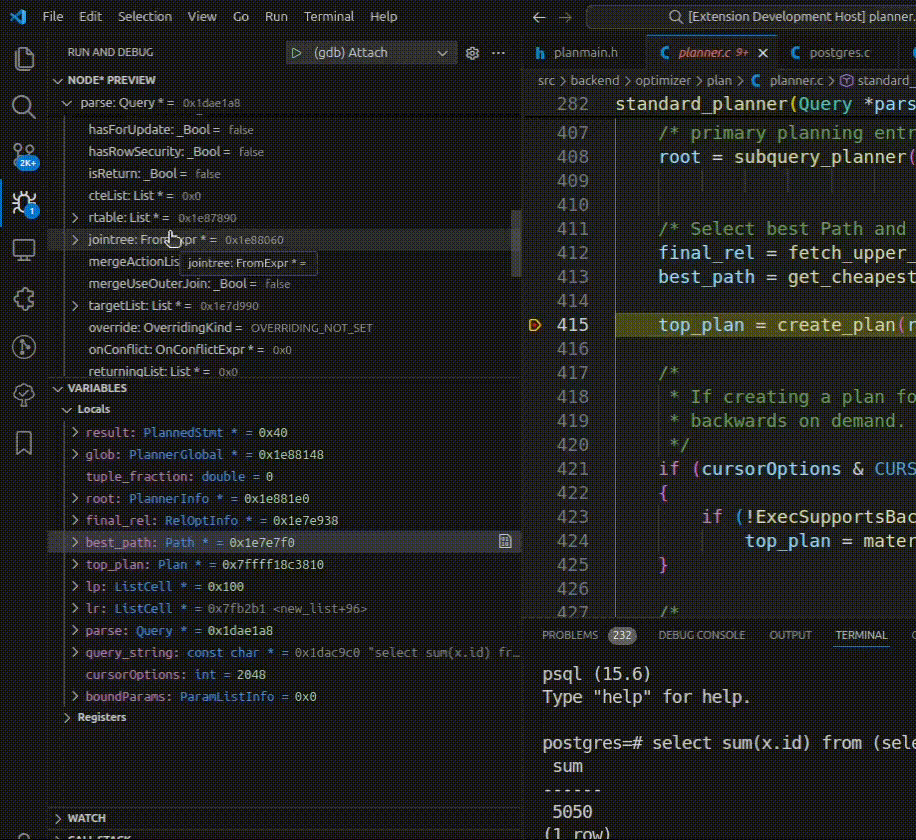 File Edit Selection View Go Run Terminal Help
[Extension Development Host] planner.
RUN AND DEBUG
(gdb) Attach
NODE* PREVIEW
parse: Query * = 0x1dae1a8
hasForUpdate: _Bool = false
hasRowSecurity: _Bool = false
isReturn: _Bool = false
cteList: List * = 0x0
rtable: List * = 0x1e87890
jointree: FromExpr * = 0x1e88060
mergeActionLis
jointree: FromExpr * =
mergeUseOuterJoin: _Bool = false
targetList: List * = 0x1e7d990
override: OverridingKind = OVERRIDING_NOT_SET
onConflict: OnConflictExpr * = 0x0
returningList: List * = 0x0
2K+
1
VARIABLES
Locals
result: PlannedStmt * = 0x40
glob: PlannerGlobal * = 0x1e88148
tuple_fraction: double = 0
root: PlannerInfo * = 0x1e881e0
final_rel: RelOptInfo * = 0x1e7e938
best_path: Path * = 0x1e7e7f0
top_plan: Plan * = 0x7ffff18c3810
lp: ListCell * = 0x100
lr: ListCell * = 0x7fb2b1 <new_list+96>
parse: Query * = 0x1dae1a8
query_string: const char * = 0x1dac9c0 "select sum(x.id) fr…
cursorOptions: int = 2048
boundParams: ParamListInfo = 0x0
Registers
WATCH
CALL STACK
planmain.h planner.c 9+ postgres.c
src > backend > optimizer > plan > planner.c > standard_
282 standard_planner(Query *pars
407 /* primary planning entr
408 root = subquery_planner(
409
410
411 /* Select best Path and
412 final_rel = fetch_upper_
413 best_path = get_cheapest
414
415 top_plan = create_plan(r
416
417 /*
418 * If creating a plan fo
419 * backwards on demand.
420 */
421 if (cursorOptions & CURS
422 {
423 if (!ExecSupportsBac
424 top_plan = mater
425 }
426
427 /*
PROBLEMS 232 DEBUG CONSOLE OUTPUT TERMINAL
psql (15.6)
Type "help" for help.
postgres=# select sum(x.id) from (sele
sum
------
5050
(1 row)